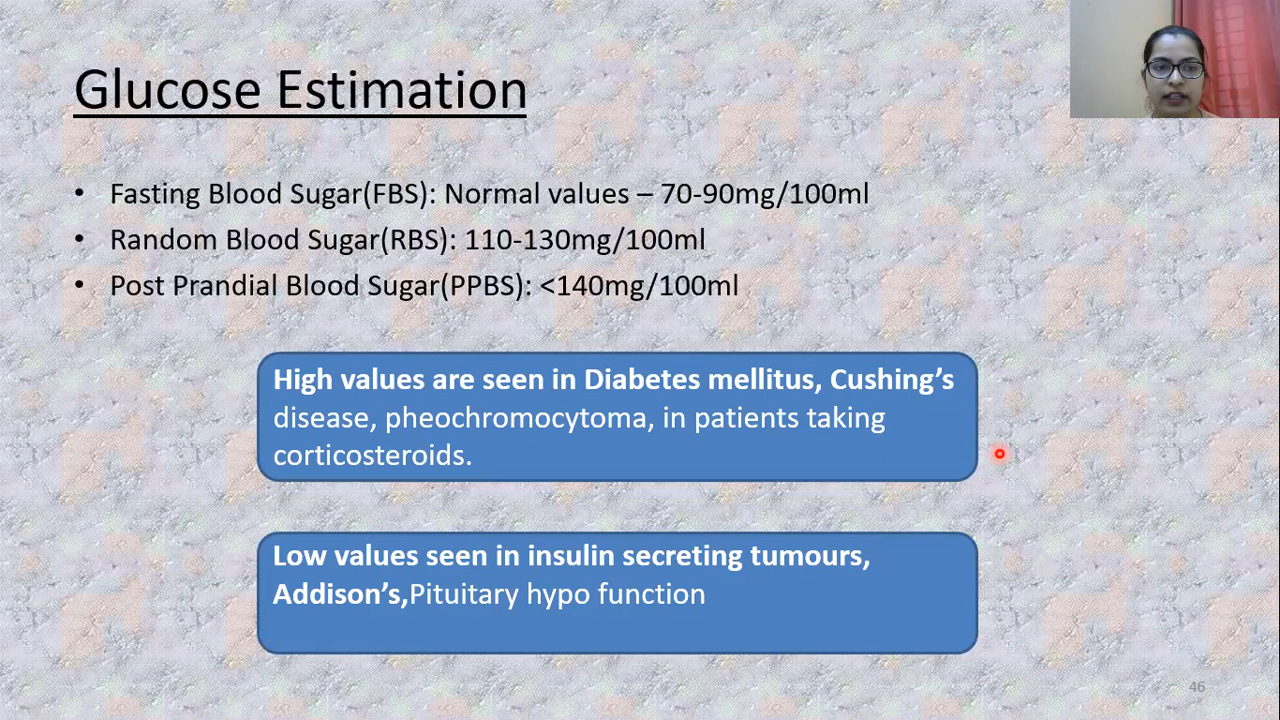 Glucose Estimation
• Fasting Blood Sugar(FBS): Normal values – 70-90mg/100ml
• Random Blood Sugar(RBS): 110-130mg/100ml
• Post Prandial Blood Sugar(PPBS): <140mg/100ml
High values are seen in Diabetes mellitus, Cushing’s
disease, pheochromocytoma, in patients taking
corticosteroids.
Low values seen in insulin secreting tumours,
Addison’s,Pituitary hypo function
46